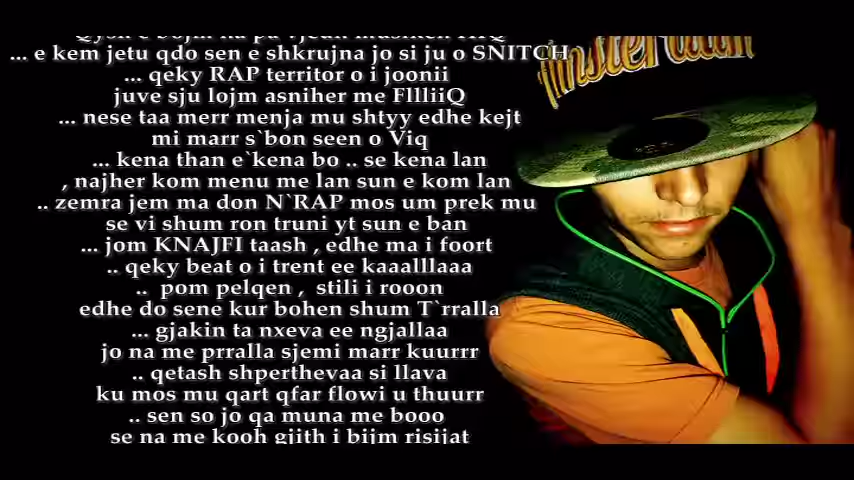 ... e kem jetu qdo sen e shkrujna jo si ju o SNITCH
... qeky RAP territor o i joonii
juve sju lojm asniher me FllliiQ
... nese taa merr menja mu shtyy edhe kejt
mi marr s`bon seen o Viq
... kena than e`kena bo .. se kena lan
, najher kom menu me lan sun e kom lan
.. zemra jem ma don N`RAP mos um prek mu
se vi shum ron truni yt sun e ban
... jom KNAJFI taash , edhe ma i foort
.. qeky beat o i trent ee kaaalllaaa
.. pom pelqen , stili i rooon
edhe do sene kur bohen shum T`rralla
... gjakin ta nxeva ee ngjallaa
jo na me prralla sjemi marr kuurrr
.. qetash shperthevaa si llava
ku mos mu qart qfar flowi u thuurr
.. sen so jo qa muna me booo
se na me kooh gjith i bijm risijat